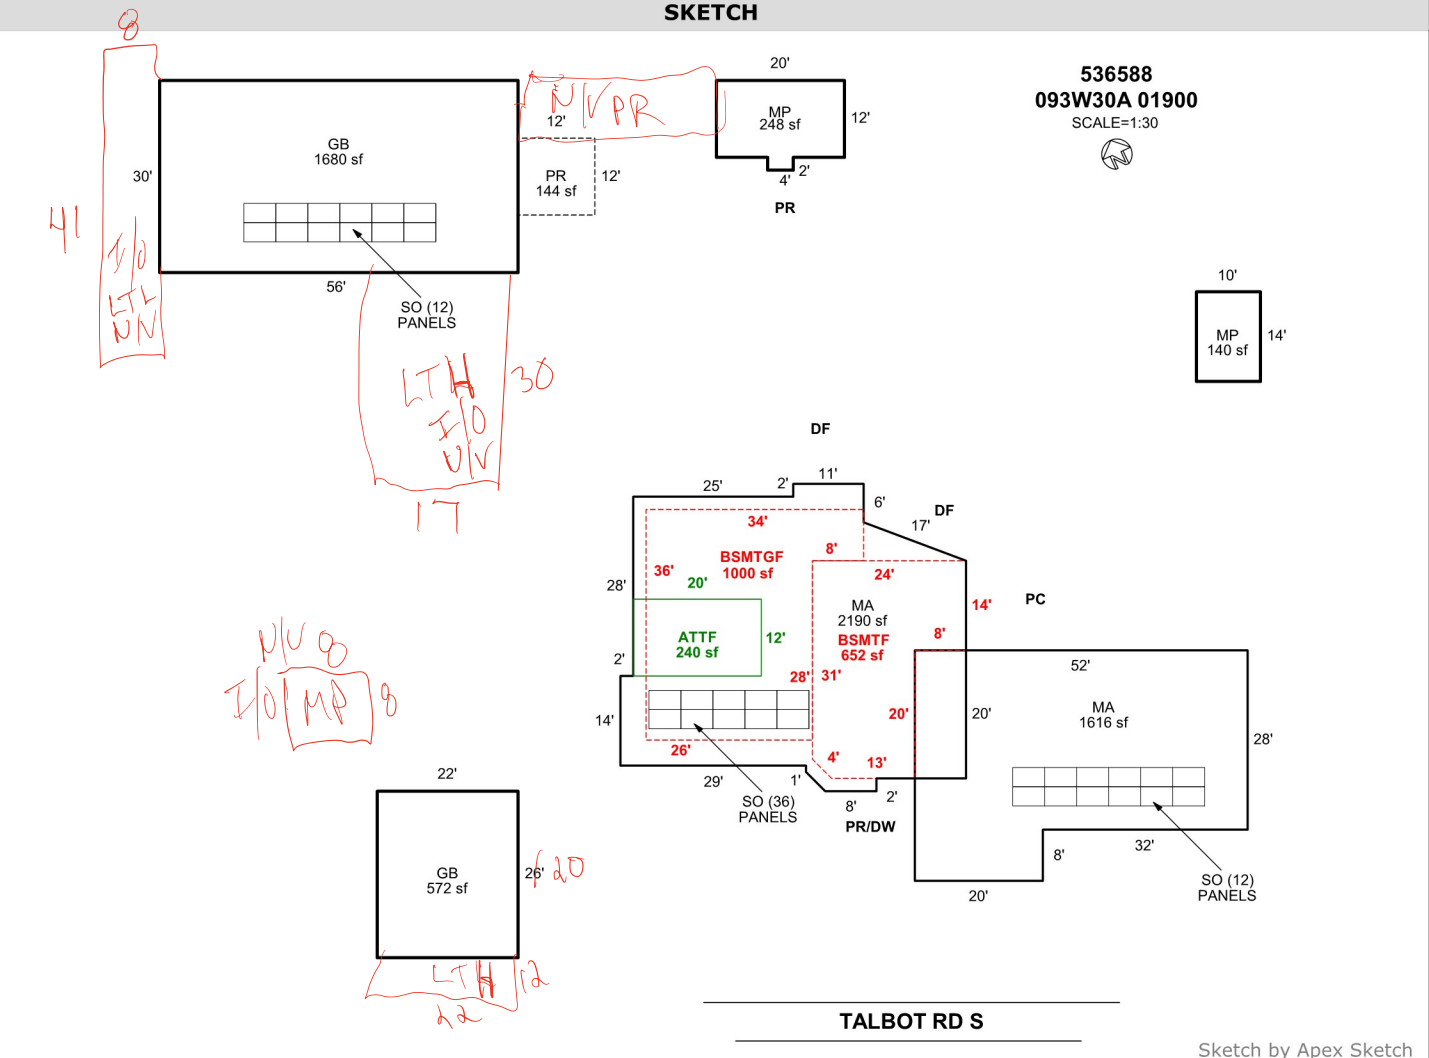 SKETCH
8
20'
536588
093W30A 01900
SCALE=1:30
N
N/V PR
12'
MP
248 sf
12'
GB
1680 sf
30'
PR
144 sf
12'
2'
4'
PR
41
I/O
LTL
N/V
56'
SO (12)
PANELS
10'
MP
140 sf
14'
LTH
I/O
N/V
30
17
DF
11'
2'
25'
6'
DF
17'
34'
8'
BSMTGF
1000 sf
36'
24'
20'
28'
14'
PC
MA
2190 sf
BSMTF
652 sf
8'
ATTF
240 sf
12'
2'
28'
31'
52'
20'
20'
14'
MA
1616 sf
28'
26'
4'
13'
29'
1'
2'
8'
SO (36)
PANELS
PR/DW
32'
8'
20'
SO (12)
PANELS
N/V 8
I/O MP 8
22'
GB
572 sf
26' 20
LTH 12
22
TALBOT RD S
Sketch by Apex Sketch